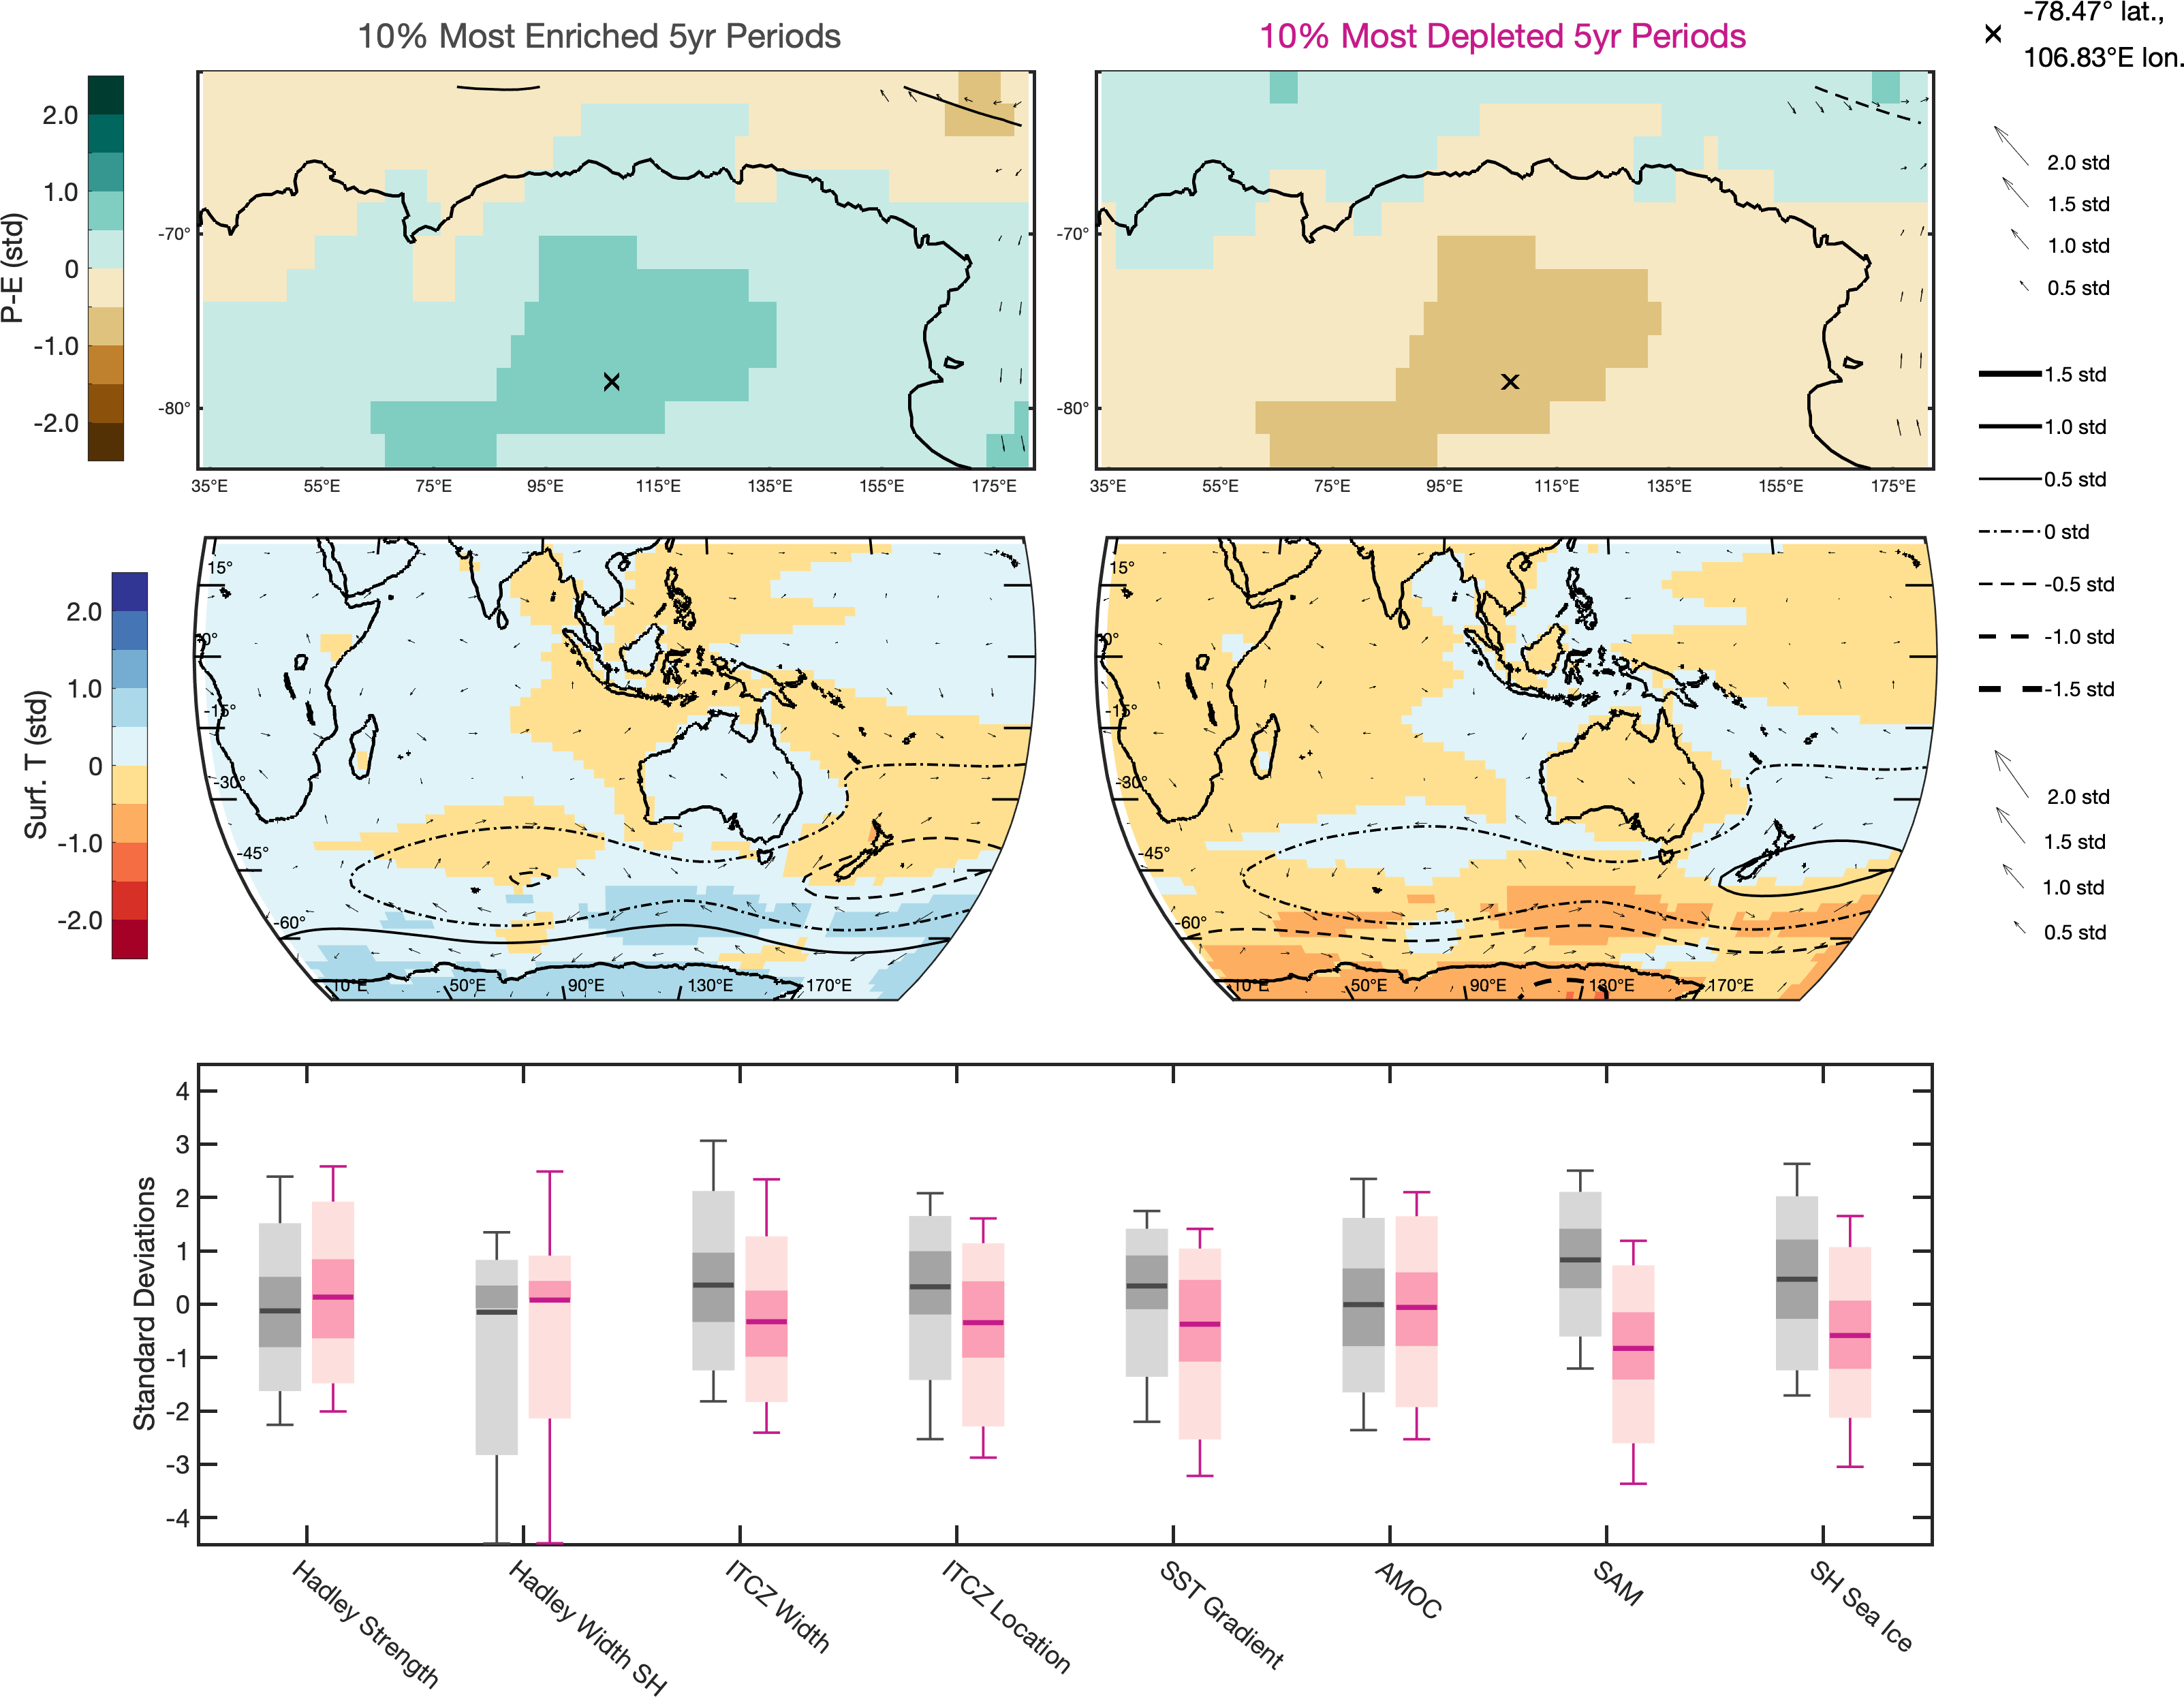 10% Most Enriched 5yr Periods
10% Most Depleted 5yr Periods
-78.47° lat.,
106.83°E lon.
P-E (std)
2.0
1.0
0
-1.0
-2.0
-70°
-80°
35°E 55°E 75°E 95°E 115°E 135°E 155°E 175°E
-70°
-80°
35°E 55°E 75°E 95°E 115°E 135°E 155°E 175°E
2.0 std
1.5 std
1.0 std
0.5 std
1.5 std
1.0 std
0.5 std
0 std
-0.5 std
-1.0 std
-1.5 std
Surf. T (std)
2.0
1.0
0
-1.0
-2.0
15°
0°
-15°
-30°
-45°
-60°
10°E 50°E 90°E 130°E 170°E
15°
0°
-15°
-30°
-45°
-60°
10°E 50°E 90°E 130°E 170°E
2.0 std
1.5 std
1.0 std
0.5 std
Standard Deviations
4
3
2
1
0
-1
-2
-3
-4
Hadley Strength
Hadley Width SH
ITCZ Width
ITCZ Location
SST Gradient
AMOC
SAM
SH Sea Ice